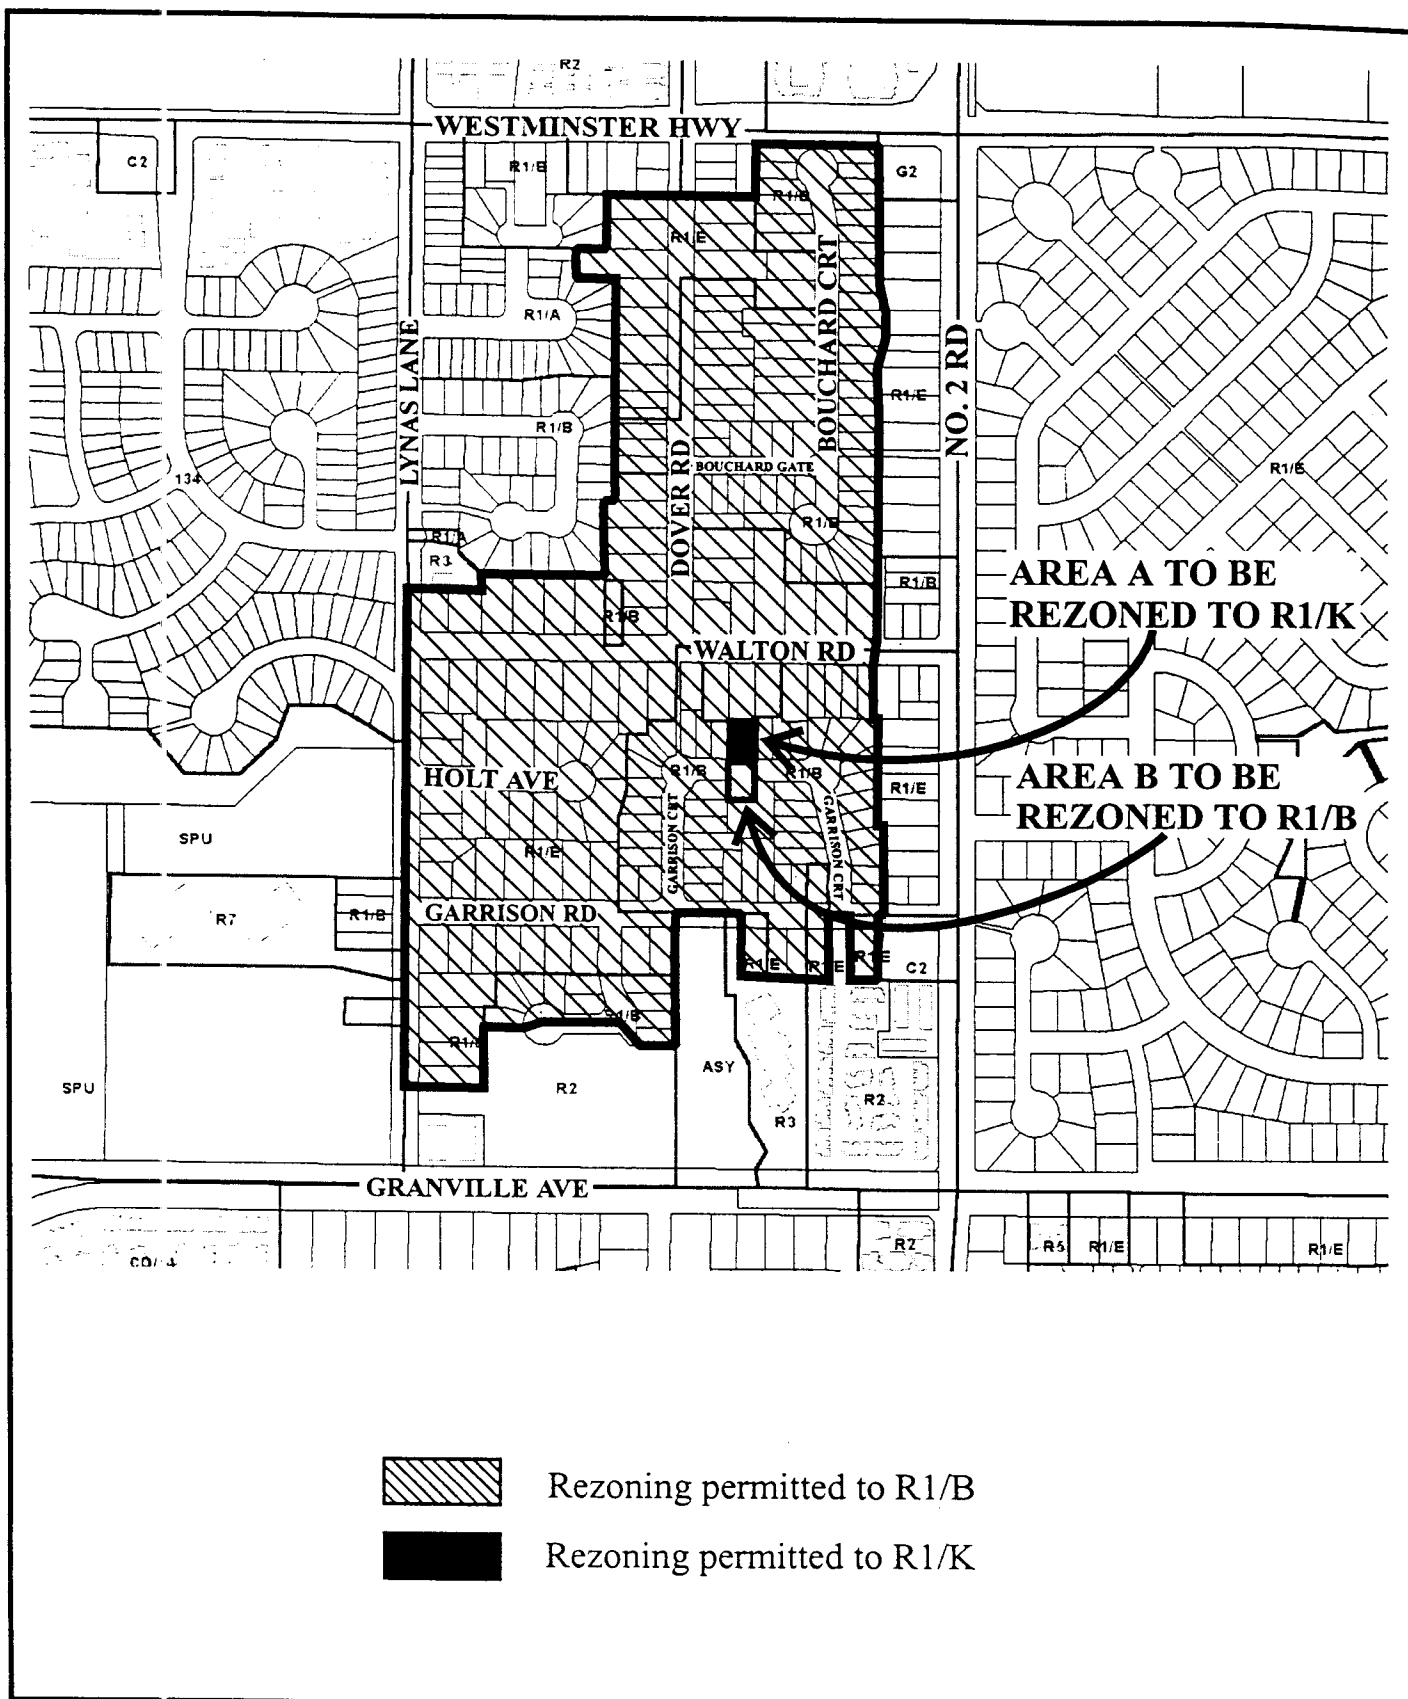 R2
WESTMINSTER HWY
C2
R1/B
G2
R1/B
R1/E
BOUCHARD CRT
R1/A
LYNAS LANE
NO. 2 RD
R1/E
R1/B
DOVER RD
BOUCHARD GATE
R1/E
134
R1/B
R1/A
R3
AREA A TO BE
REZONED TO R1/K
R1/B
R1/B
WALTON RD
HOLT AVE
R1/B
R1/B
AREA B TO BE
REZONED TO R1/B
R1/E
GARRISON CRT
GARRISON CRT
SPU
R1/E
R7
R1/B
GARRISON RD
R1/E
R1/E
R1/E
C2
R1/B
ASY
SPU
R2
R2
R3
GRANVILLE AVE
R2
R5
R1/E
R1/E
Rezoning permitted to R1/B
Rezoning permitted to R1/K